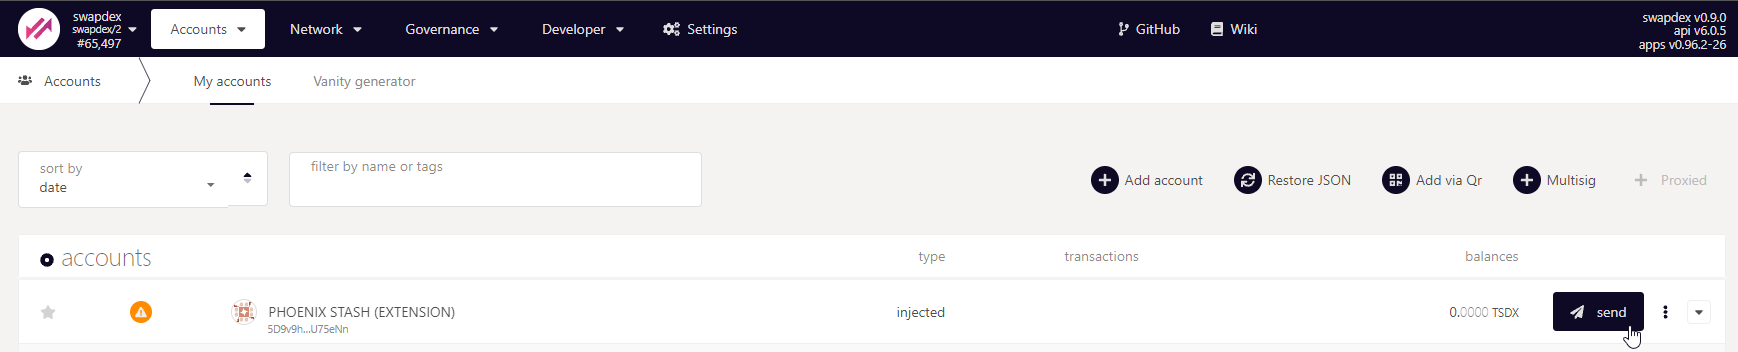 swapdex
swapdex/2
#65,497
Accounts
Network
Governance
Developer
Settings
GitHub
Wiki
swapdex v0.9.0
api v6.0.5
apps v0.96.2-26
Accounts
My accounts
Vanity generator
sort by
date
filter by name or tags
Add account
Restore JSON
Add via Qr
Multisig
Proxied
accounts
type
transactions
balances
PHOENIX STASH (EXTENSION)
5D9v9h...U75eNn
injected
0.0000 TSDX
send